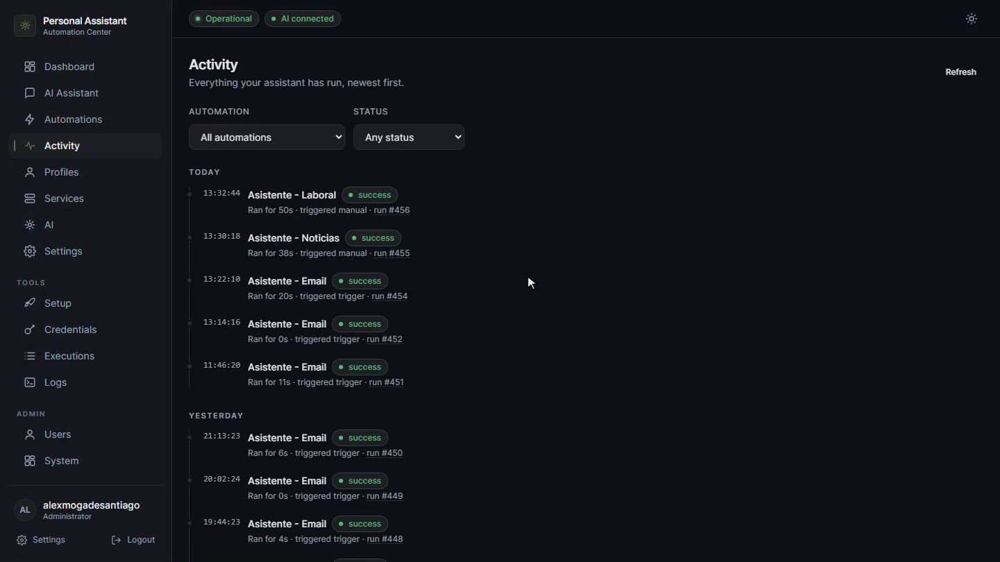 Personal Assistant
Automation Center
Dashboard
AI Assistant
Automations
Activity
Profiles
Services
AI
Settings
TOOLS
Setup
Credentials
Executions
Logs
ADMIN
Users
System
AL
alexmogadesantiago
Administrator
Settings
Logout
Operational
AI connected
Activity
Everything your assistant has run, newest first.
Refresh
AUTOMATION
STATUS
All automations
Any status
TODAY
13:32:44 Asistente - Laboral success
Ran for 50s · triggered manual · run #456
13:30:18 Asistente - Noticias success
Ran for 38s · triggered manual · run #455
13:22:10 Asistente - Email success
Ran for 20s · triggered trigger · run #454
13:14:16 Asistente - Email success
Ran for 0s · triggered trigger · run #452
11:46:20 Asistente - Email success
Ran for 11s · triggered trigger · run #451
YESTERDAY
21:13:23 Asistente - Email success
Ran for 6s · triggered trigger · run #450
20:02:24 Asistente - Email success
Ran for 0s · triggered trigger · run #449
19:44:23 Asistente - Email success
Ran for 4s · triggered trigger · run #448